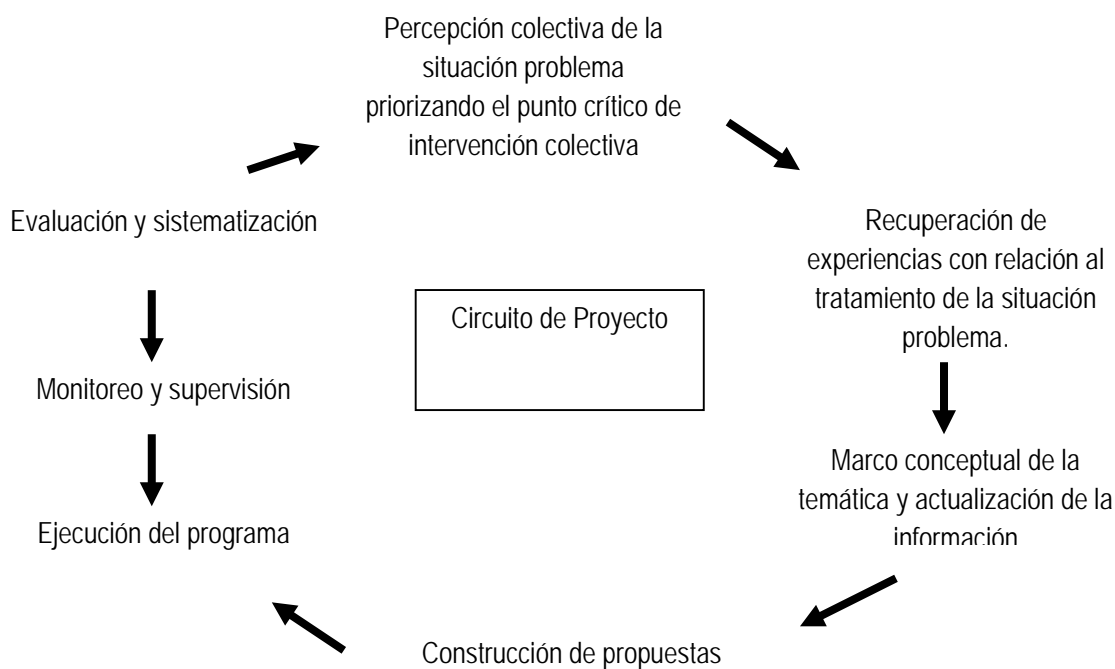 Percepción colectiva de la
situación problema
priorizando el punto crítico de
intervención colectiva
Evaluación y sistematización
Recuperación de
experiencias con relación al
tratamiento de la situación
problema.
Circuito de Proyecto
Monitoreo y supervisión
Marco conceptual de la
temática y actualización de la
información
Ejecución del programa
Construcción de propuestas